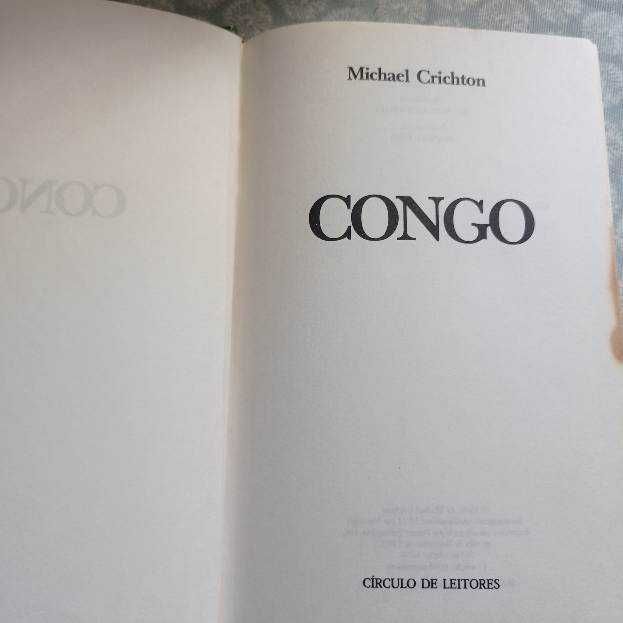 Michael Crichton
CONGO
CÍRCULO DE LEITORES